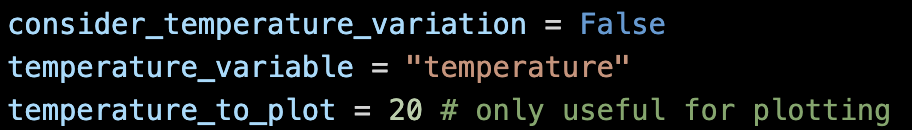 consider_temperature_variation = False
temperature_variable = "temperature"
temperature_to_plot = 20 # only useful for plotting